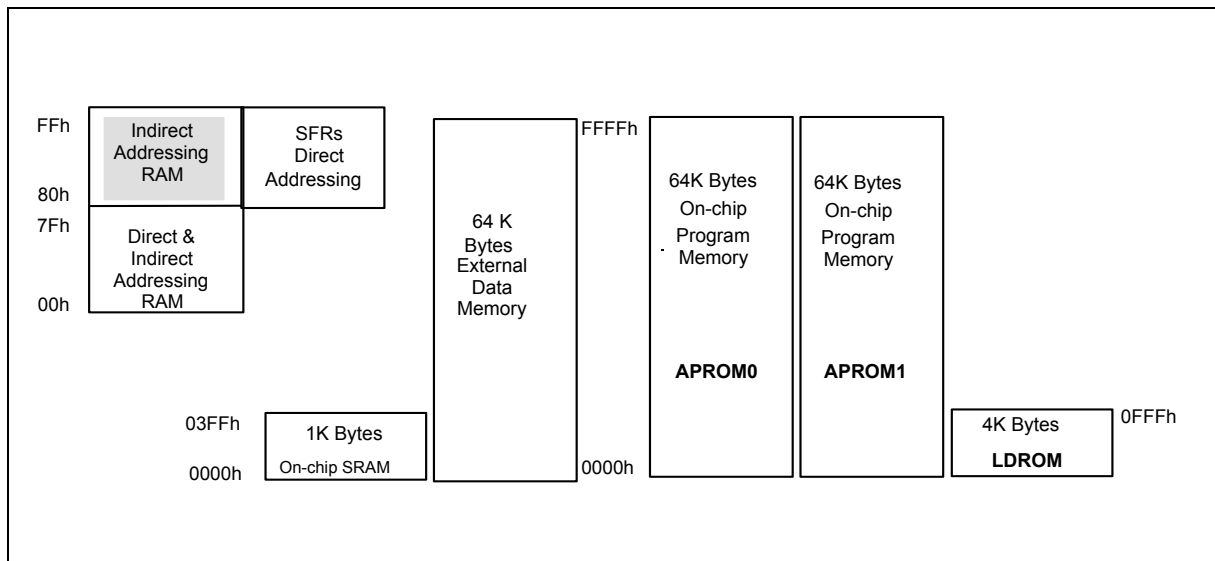 FFh
Indirect
Addressing
RAM
80h
SFRs
Direct
Addressing
7Fh
Direct &
Indirect
Addressing
RAM
00h
03FFh
0000h
1K Bytes
On-chip SRAM
64 K
Bytes
External
Data
Memory
FFFFh
0000h
64K Bytes
On-chip
Program
Memory
APROM0
64K Bytes
On-chip
Program
Memory
APROM1
4K Bytes
LDROM
0FFFh